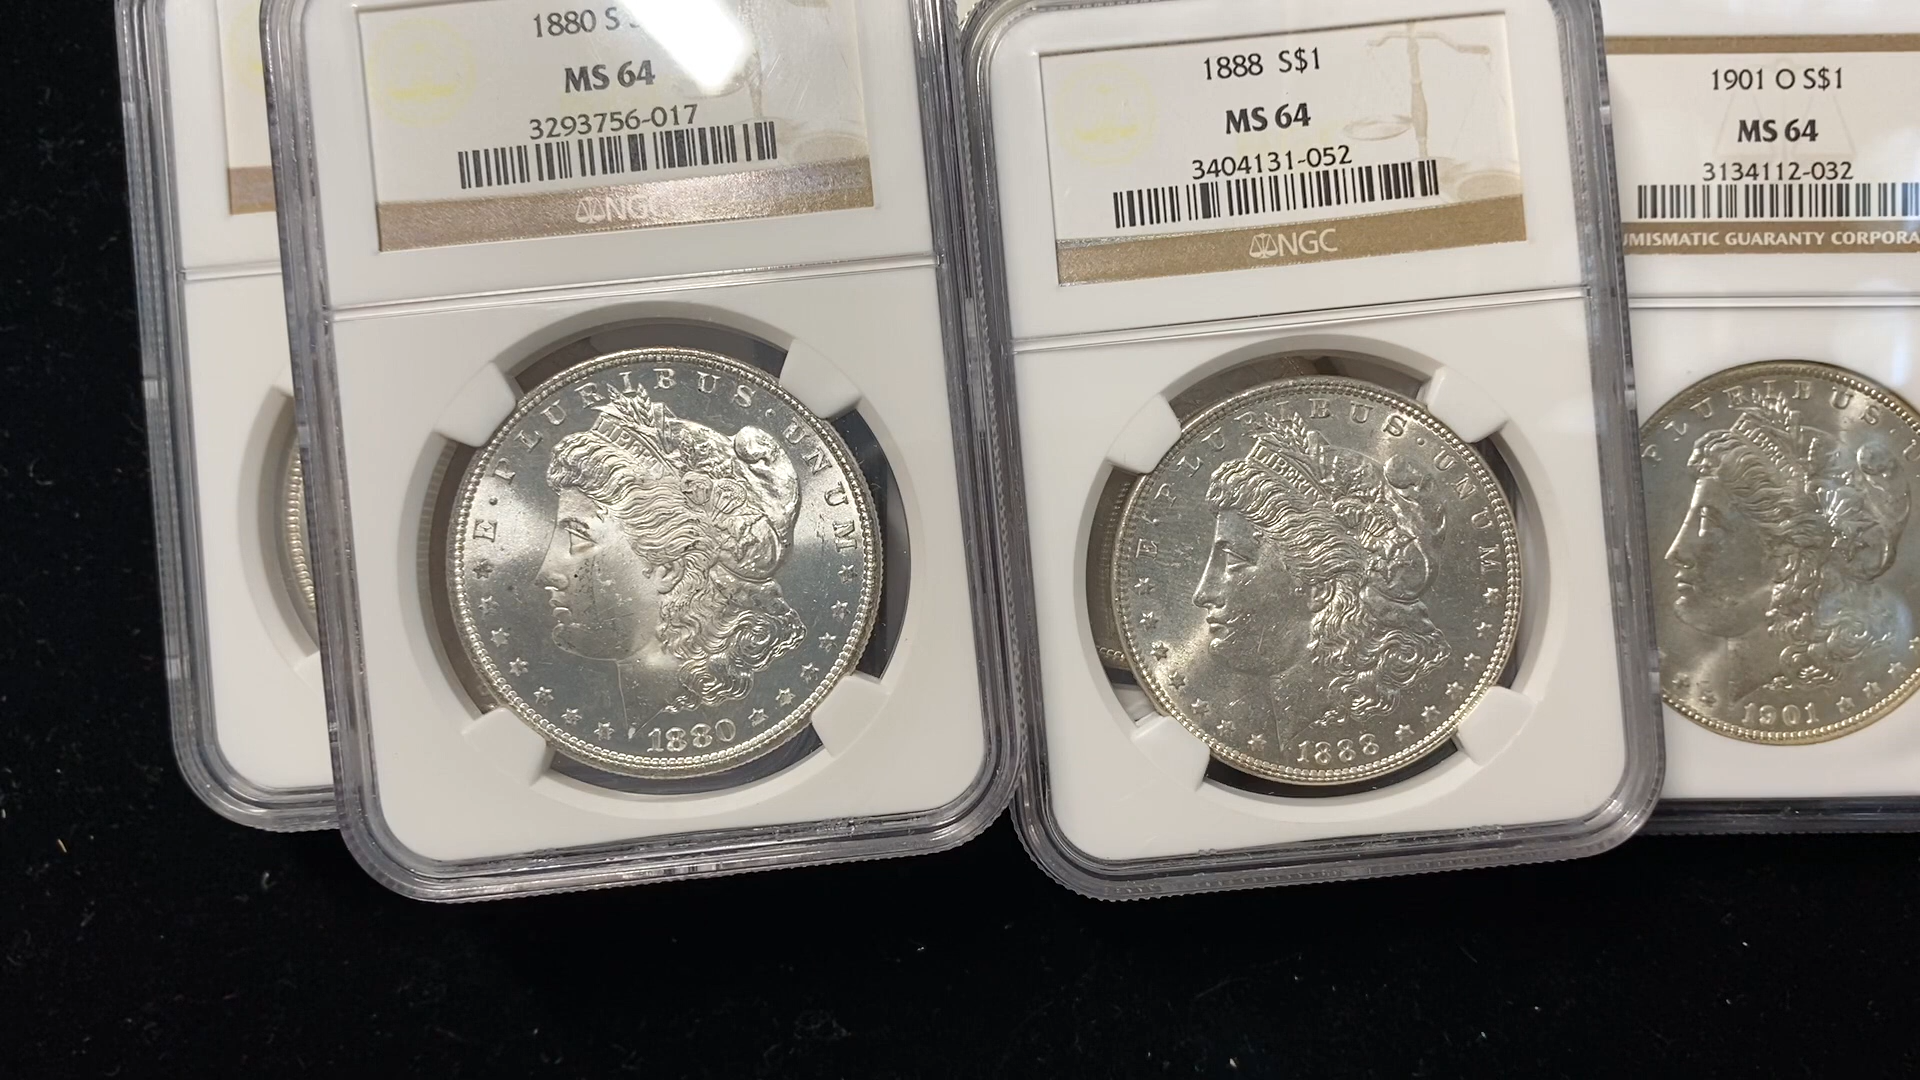 1880 S
MS 64
3293756-017
NGC
E · PLURIBUS · UNUM
LIBERTY
1880
1888 S$1
MS 64
3404131-052
NGC
E · PLURIBUS · UNUM
LIBERTY
1888
1901 O S$1
MS 64
3134112-032
UMISMATIC GUARANTY CORPORA
PLURIBUS U
LIBERTY
1901